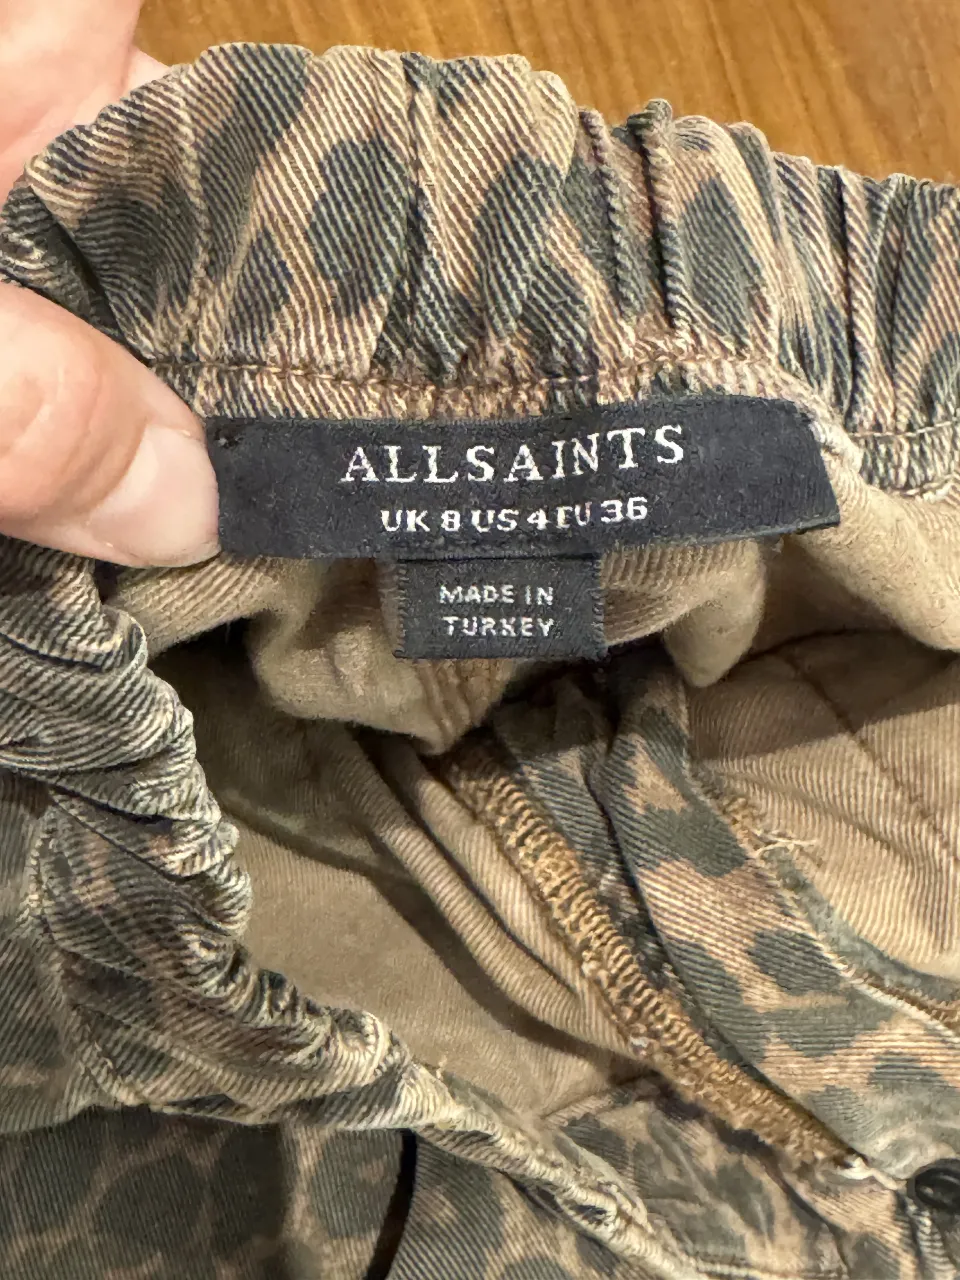 ALLSAINTS
UK 8 US 4 EU 36
MADE IN
TURKEY